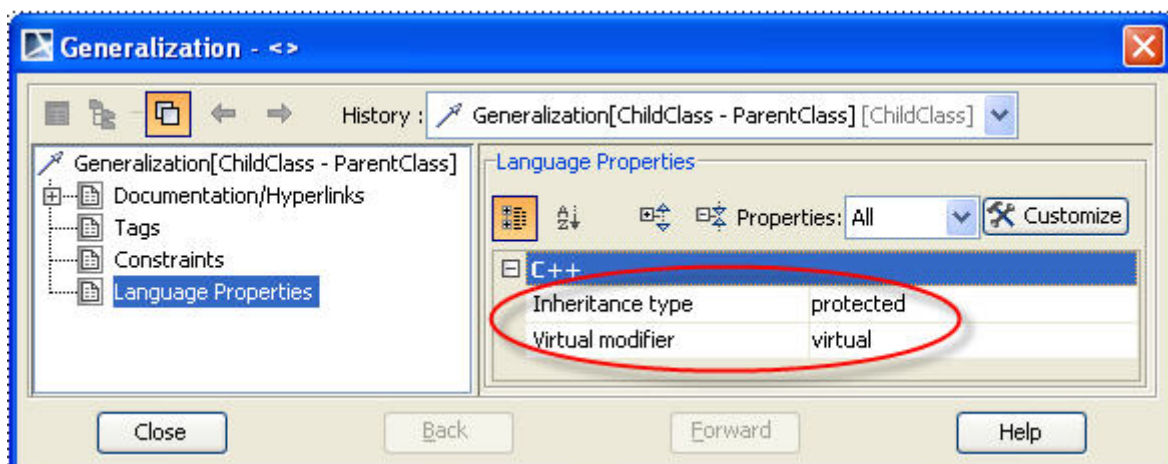 Generalization - <>
History : Generalization[ChildClass - ParentClass] [ChildClass]
Generalization[ChildClass - ParentClass]
Documentation/Hyperlinks
Tags
Constraints
Language Properties
Language Properties
Properties: All Customize
C++
Inheritance type protected
Virtual modifier virtual
Close Back Forward Help